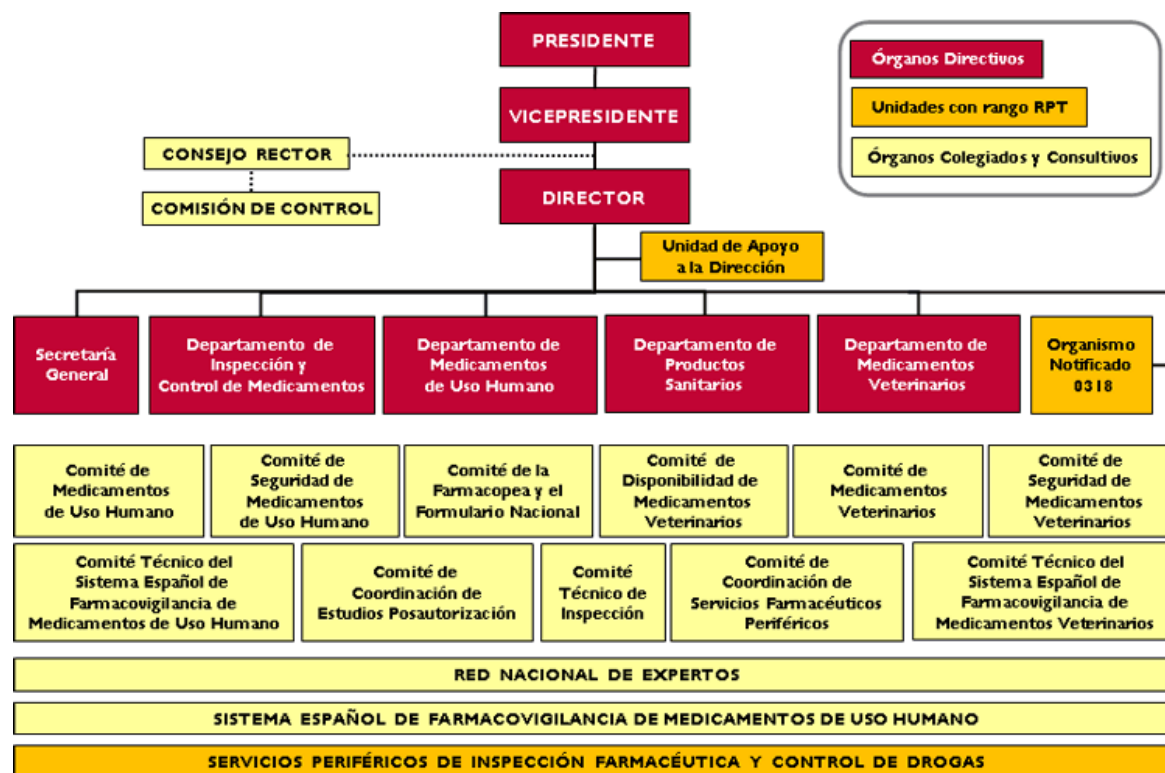 PRESIDENTE
VICEPRESIDENTE
CONSEJO RECTOR
COMISIÓN DE CONTROL
DIRECTOR
Unidad de Apoyo
a la Dirección
Órganos Directivos
Unidades con rango RPT
Órganos Colegiados y Consultivos
Secretaría
General
Departamento de
Inspección y
Control de Medicamentos
Departamento de
Medicamentos
de Uso Humano
Departamento de
Productos
Sanitarios
Departamento de
Medicamentos
Veterinarios
Organismo
Notificado
0318
Comité de
Medicamentos
de Uso Humano
Comité de
Seguridad de
Medicamentos
de Uso Humano
Comité de la
Farmacopea y el
Formulario Nacional
Comité de
Disponibilidad de
Medicamentos
Veterinarios
Comité de
Medicamentos
Veterinarios
Comité de
Seguridad de
Medicamentos
Veterinarios
Comité Técnico del
Sistema Español de
Farmacovigilancia de
Medicamentos de Uso Humano
Comité de
Coordinación de
Estudios Posautorización
Comité
Técnico de
Inspección
Comité de
Coordinación de
Servicios Farmacéuticos
Periféricos
Comité Técnico del
Sistema Español de
Farmacovigilancia de
Medicamentos Veterinarios
RED NACIONAL DE EXPERTOS
SISTEMA ESPAÑOL DE FARMACOVIGILANCIA DE MEDICAMENTOS DE USO HUMANO
SERVICIOS PERIFÉRICOS DE INSPECCIÓN FARMACÉUTICA Y CONTROL DE DROGAS